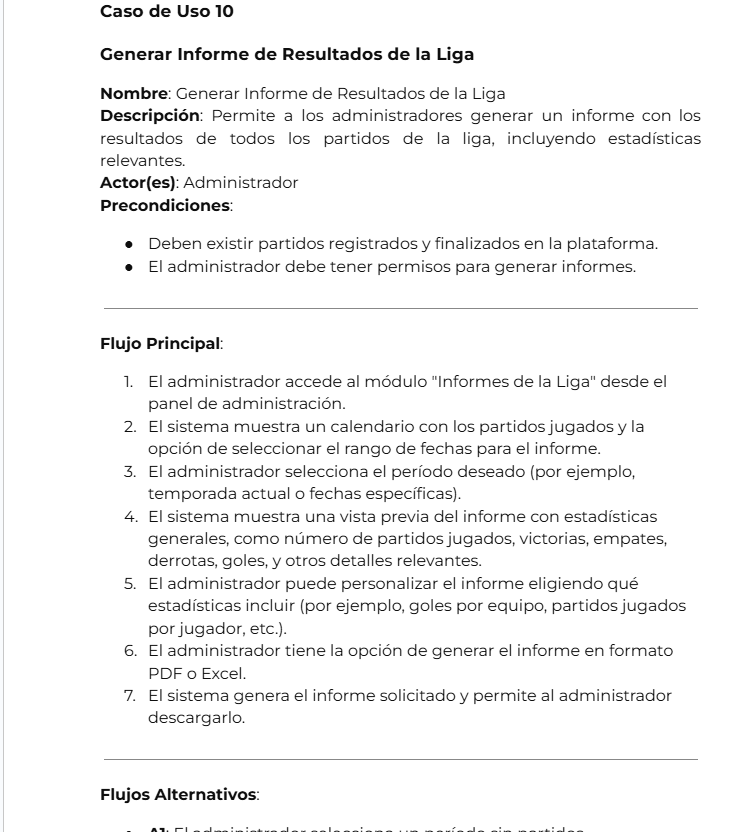 Caso de Uso 10
Generar Informe de Resultados de la Liga
Nombre: Generar Informe de Resultados de la Liga
Descripción: Permite a los administradores generar un informe con los
resultados de todos los partidos de la liga, incluyendo estadísticas
relevantes.
Actor(es): Administrador
Precondiciones:
● Deben existir partidos registrados y finalizados en la plataforma.
● El administrador debe tener permisos para generar informes.
Flujo Principal:
1. El administrador accede al módulo "Informes de la Liga" desde el
panel de administración.
2. El sistema muestra un calendario con los partidos jugados y la
opción de seleccionar el rango de fechas para el informe.
3. El administrador selecciona el período deseado (por ejemplo,
temporada actual o fechas específicas).
4. El sistema muestra una vista previa del informe con estadísticas
generales, como número de partidos jugados, victorias, empates,
derrotas, goles, y otros detalles relevantes.
5. El administrador puede personalizar el informe eligiendo qué
estadísticas incluir (por ejemplo, goles por equipo, partidos jugados
por jugador, etc.).
6. El administrador tiene la opción de generar el informe en formato
PDF o Excel.
7. El sistema genera el informe solicitado y permite al administrador
descargarlo.
Flujos Alternativos:
● A1: El administrador selecciona un período sin partidos